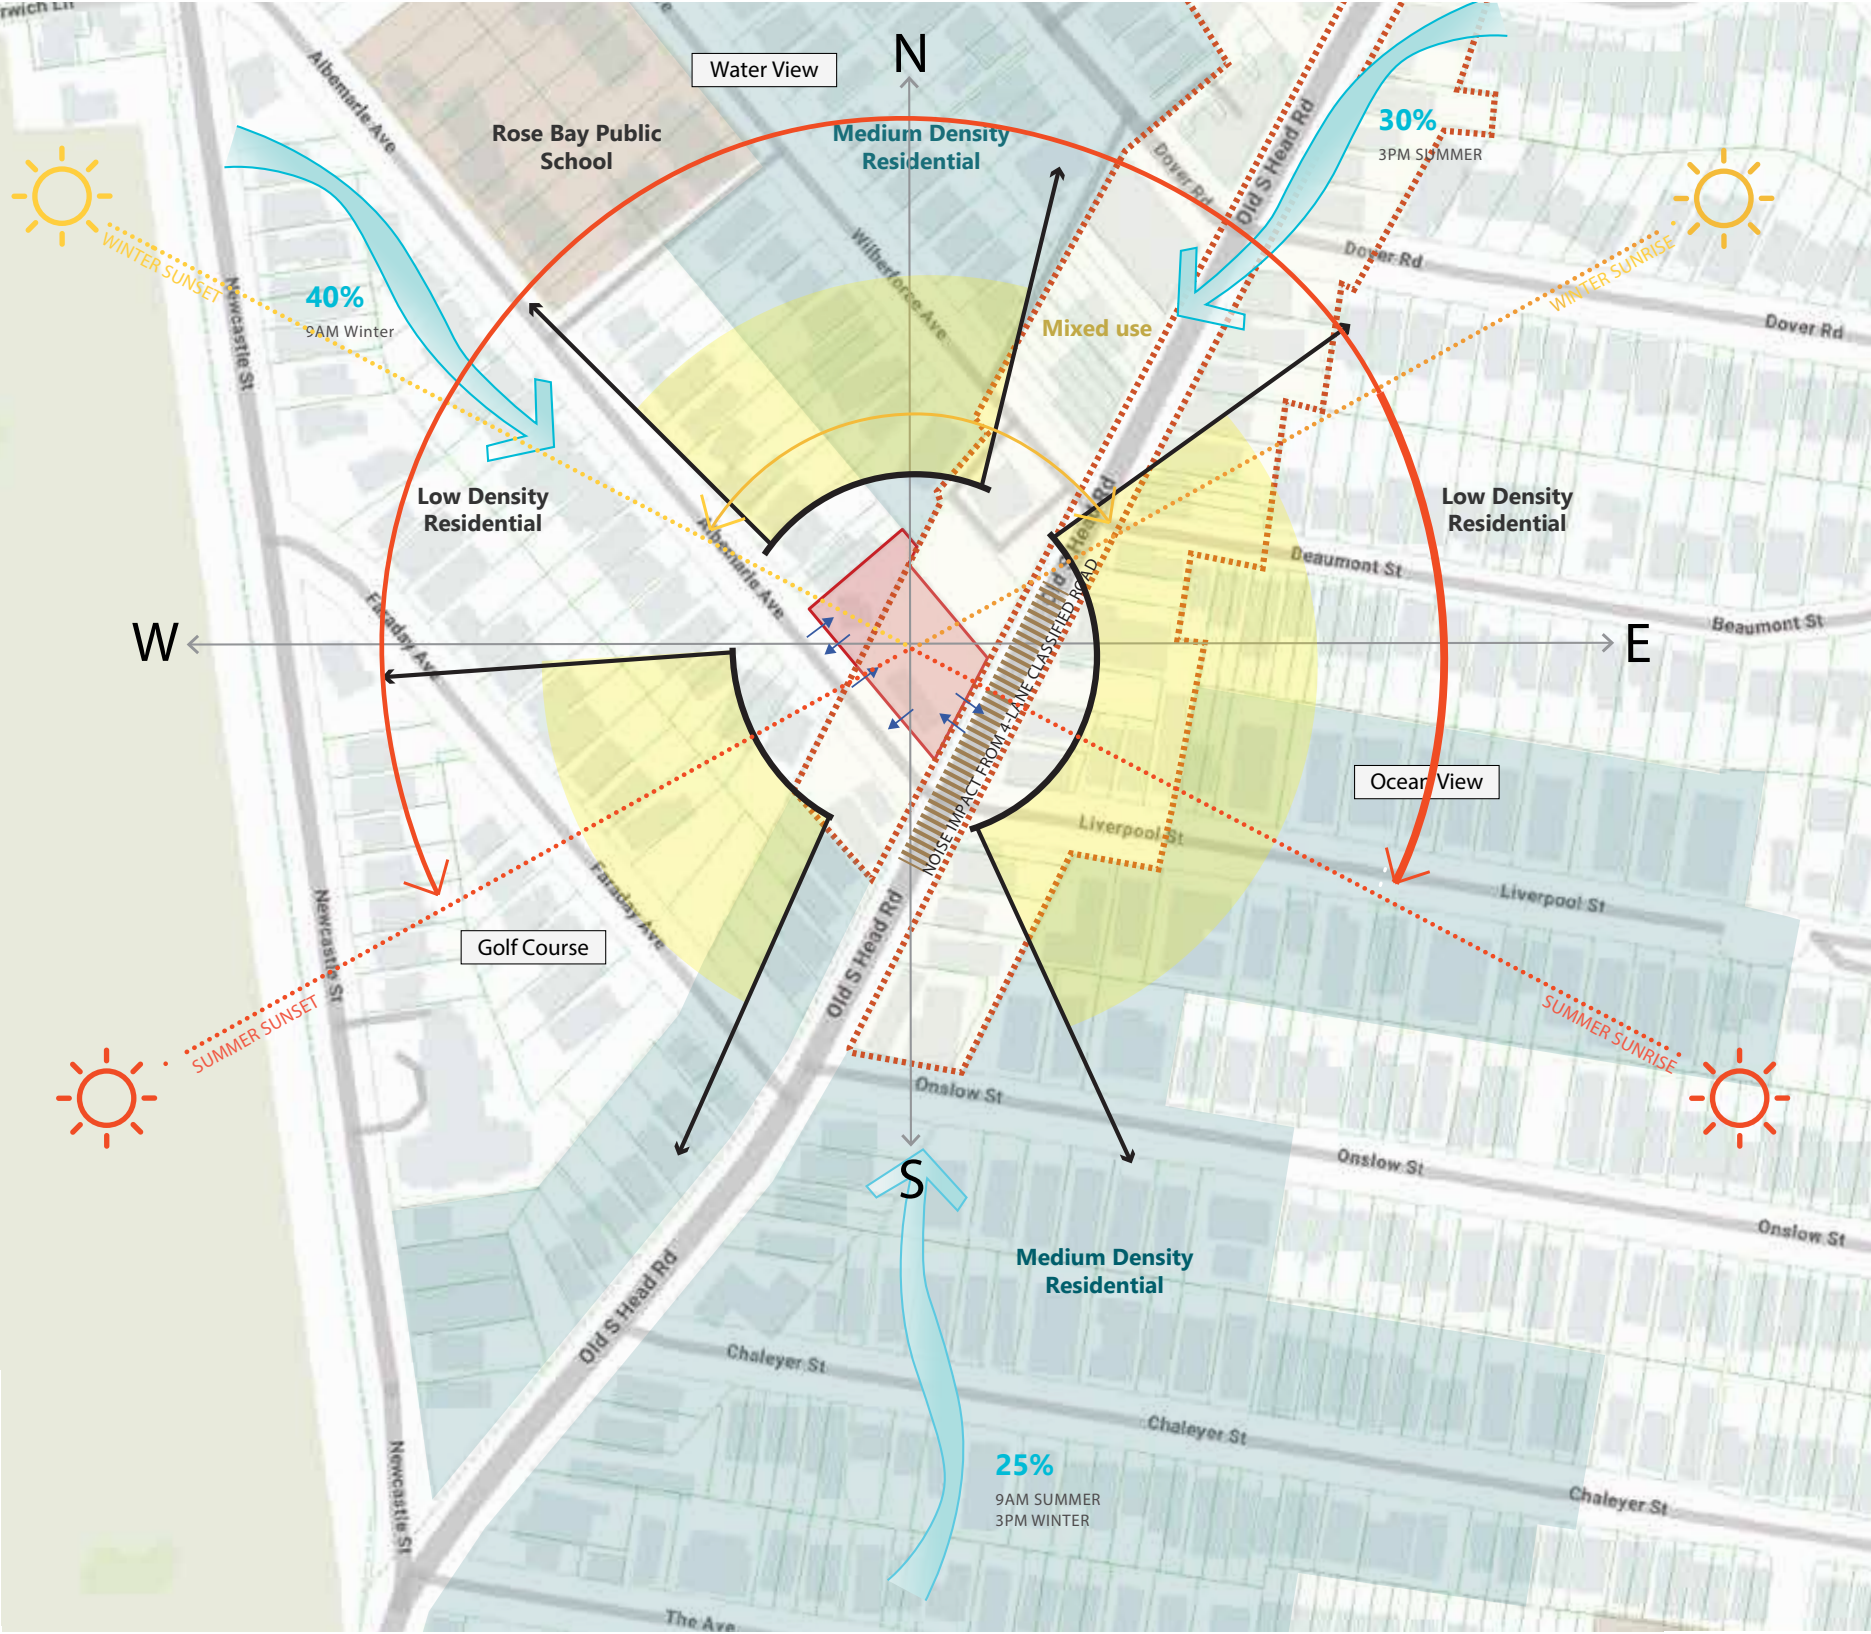 rwich Ln
Albemarle Ave
Water View
N
Rose Bay Public
School
Medium Density
Residential
30%
3PM SUMMER
Old S Head Rd
Dover Rd
Dover Rd
Dover Rd
WINTER SUNSET
WINTER SUNRISE
Newcastle St
40%
9AM Winter
Wilberforce Ave
Mixed use
Low Density
Residential
Low Density
Residential
Albemarle Ave
Old S Head Rd
Beaumont St
Beaumont St
Faraday Ave
W
E
NOISE IMPACT FROM 4-LANE CLASSIFIED ROAD
Ocean View
Liverpool St
Liverpool St
Golf Course
Faraday Ave
Newcastle St
Old S Head Rd
SUMMER SUNSET
SUMMER SUNRISE
Onslow St
Onslow St
Onslow St
S
Medium Density
Residential
Old S Head Rd
Chaleyer St
Chaleyer St
Chaleyer St
25%
9AM SUMMER
3PM WINTER
Newcastle St
The Ave